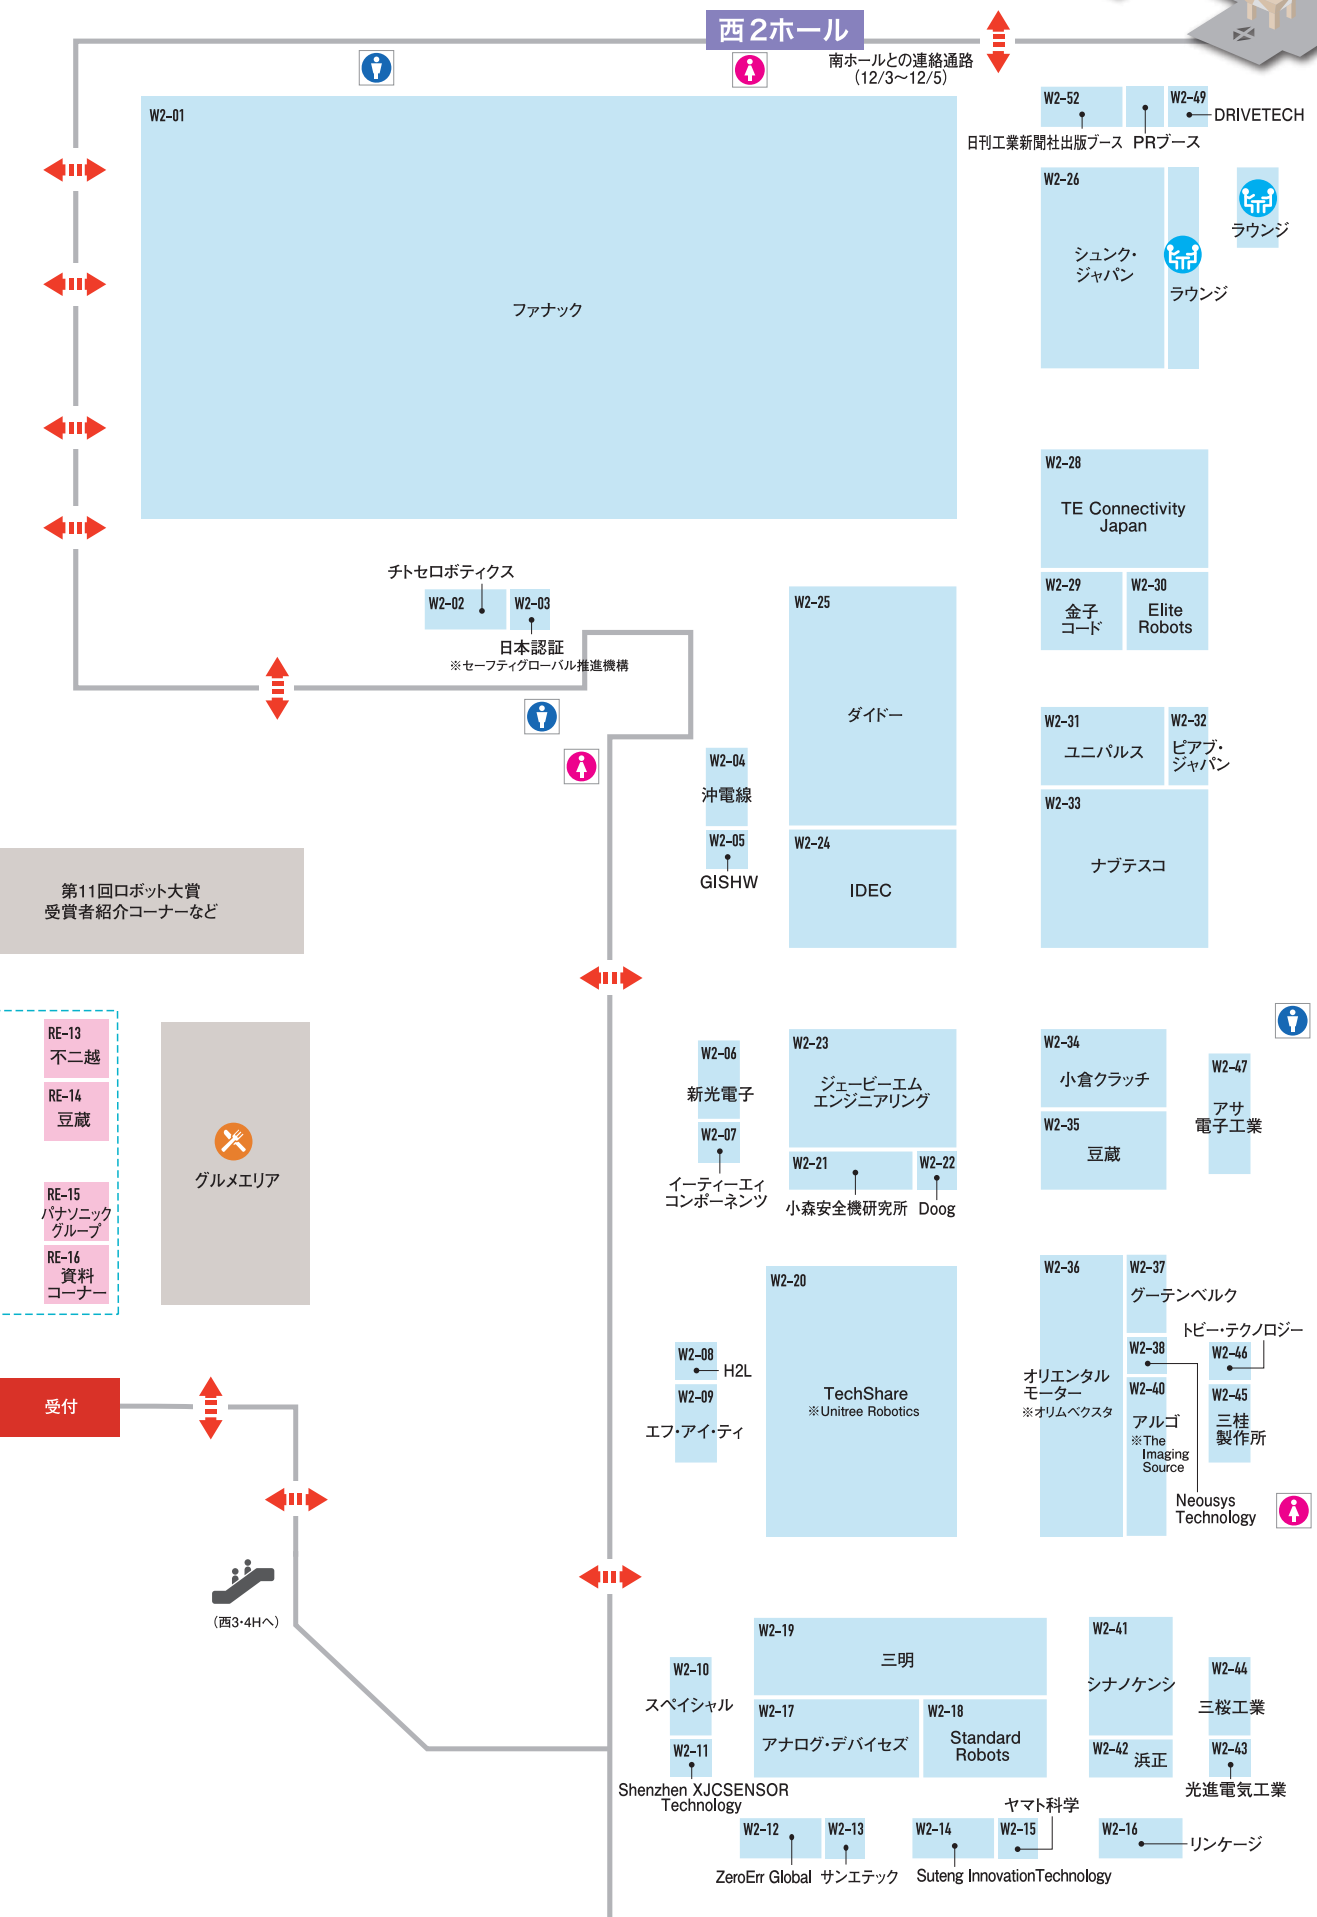 西2ホール
南ホールとの連絡通路
(12/3〜12/5)
W2-01
ファナック
W2-52
W2-49
DRIVETECH
日刊工業新聞社出版ブース
PRブース
W2-26
シュンク・
ジャパン
ラウンジ
ラウンジ
W2-28
TE Connectivity
Japan
W2-29
金子
コード
W2-30
Elite
Robots
チトセロボティクス
W2-02
W2-03
日本認証
※セーフティグローバル推進機構
W2-25
ダイドー
W2-31
ユニパルス
W2-32
ピアブ・
ジャパン
W2-04
沖電線
W2-05
GISHW
W2-24
IDEC
W2-33
ナブテスコ
第11回ロボット大賞
受賞者紹介コーナーなど
RE-13
不二越
RE-14
豆蔵
RE-15
パナソニック
グループ
RE-16
資料
コーナー
グルメエリア
W2-06
新光電子
W2-07
イーティーエィ
コンポーネンツ
W2-23
ジェービーエム
エンジニアリング
W2-21
小森安全機研究所
W2-22
Doog
W2-34
小倉クラッチ
W2-35
豆蔵
W2-47
アサ
電子工業
W2-20
TechShare
※Unitree Robotics
W2-36
オリエンタル
モーター
※オリムベクスタ
W2-37
グーテンベルク
トビー・テクノロジー
W2-38
W2-46
W2-40
アルゴ
※The
Imaging
Source
W2-45
三桂
製作所
Neousys
Technology
W2-08
H2L
W2-09
エフ・アイ・ティ
受付
(西3・4Hへ)
W2-10
スペイシャル
W2-11
Shenzhen XJCSENSOR
Technology
W2-19
三明
W2-17
アナログ・デバイセズ
W2-18
Standard
Robots
W2-41
シナノケンシ
W2-42
浜正
W2-44
三桜工業
W2-43
光進電気工業
ヤマト科学
W2-12
ZeroErr Global
W2-13
サンエテック
W2-14
Suteng InnovationTechnology
W2-15
W2-16
リンケージ